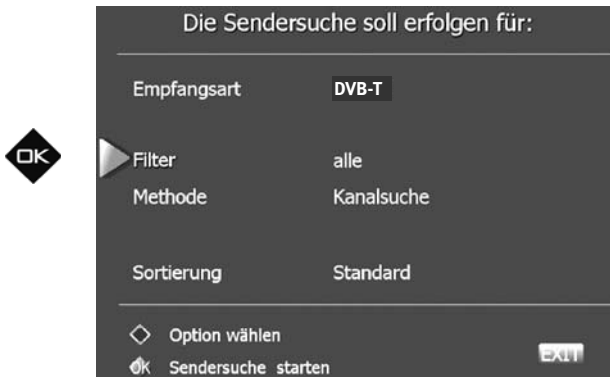 Die Sendersuche soll erfolgen für:
Empfangsart DVB-T
OK
Filter alle
Methode Kanalsuche
Sortierung Standard
Option wählen
OK Sendersuche starten
EXIT